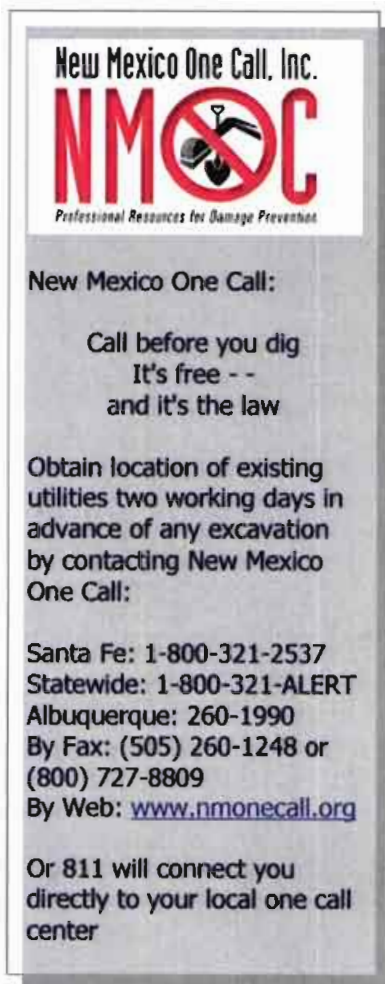 New Mexico One Call, Inc.
NMOC
Professional Resources for Damage Prevention
New Mexico One Call:
Call before you dig
It's free - -
and it's the law
Obtain location of existing
utilities two working days in
advance of any excavation
by contacting New Mexico
One Call:
Santa Fe: 1-800-321-2537
Statewide: 1-800-321-ALERT
Albuquerque: 260-1990
By Fax: (505) 260-1248 or
(800) 727-8809
By Web: www.nmonecall.org
Or 811 will connect you
directly to your local one call
center